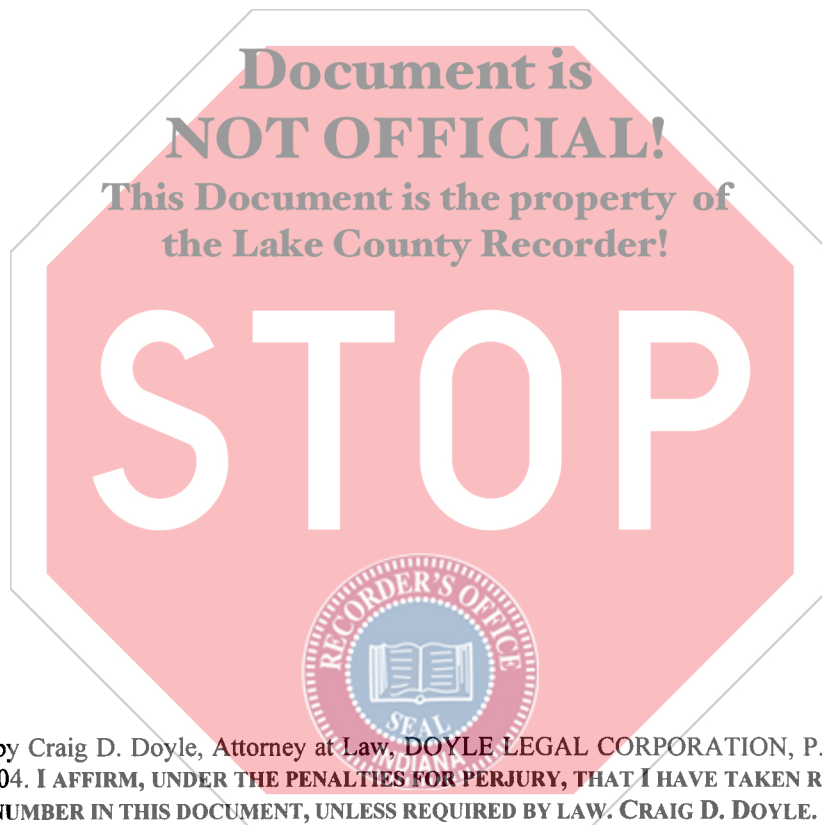 Document is
NOT OFFICIAL!
This Document is the property of
the Lake County Recorder!
STOP
RECORDER'S OFFICE
SEAL
INDIANA
by Craig D. Doyle, Attorney at Law, DOYLE LEGAL CORPORATION, P.
04. I AFFIRM, UNDER THE PENALTIES FOR PERJURY, THAT I HAVE TAKEN R
NUMBER IN THIS DOCUMENT, UNLESS REQUIRED BY LAW. CRAIG D. DOYLE.